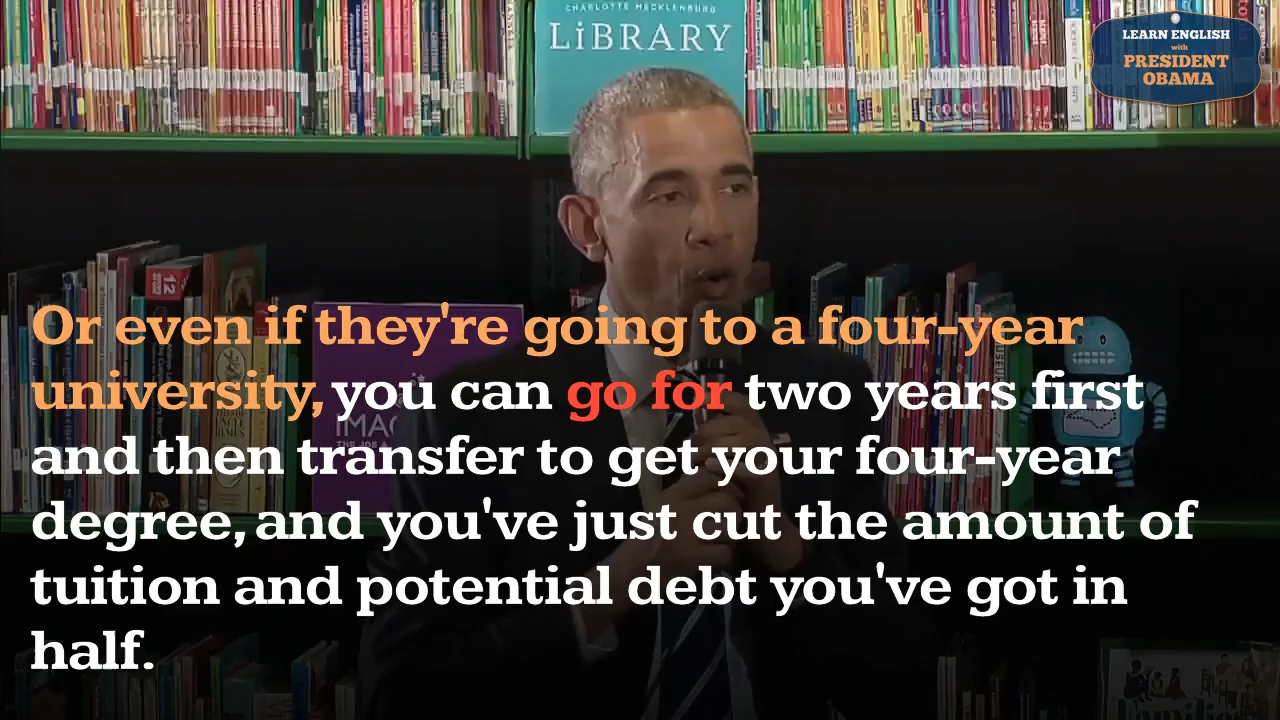 CHARLOTTE MECKLENBURG
LiBRARY
LEARN ENGLISH
with
PRESIDENT
OBAMA
Or even if they're going to a four-year
university, you can go for two years first
and then transfer to get your four-year
degree, and you've just cut the amount of
tuition and potential debt you've got in
half.
IMAG
Families